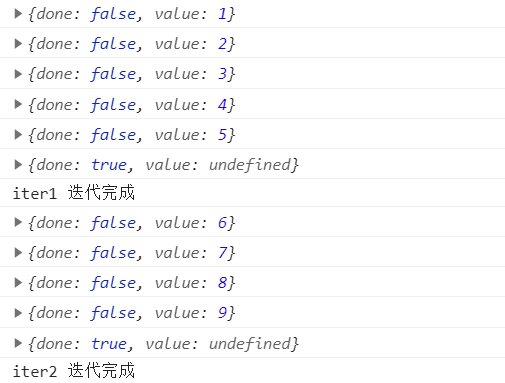 ▶{done: false, value: 1}
▶{done: false, value: 2}
▶{done: false, value: 3}
▶{done: false, value: 4}
▶{done: false, value: 5}
▶{done: true, value: undefined}
iter1 迭代完成
▶{done: false, value: 6}
▶{done: false, value: 7}
▶{done: false, value: 8}
▶{done: false, value: 9}
▶{done: true, value: undefined}
iter2 迭代完成